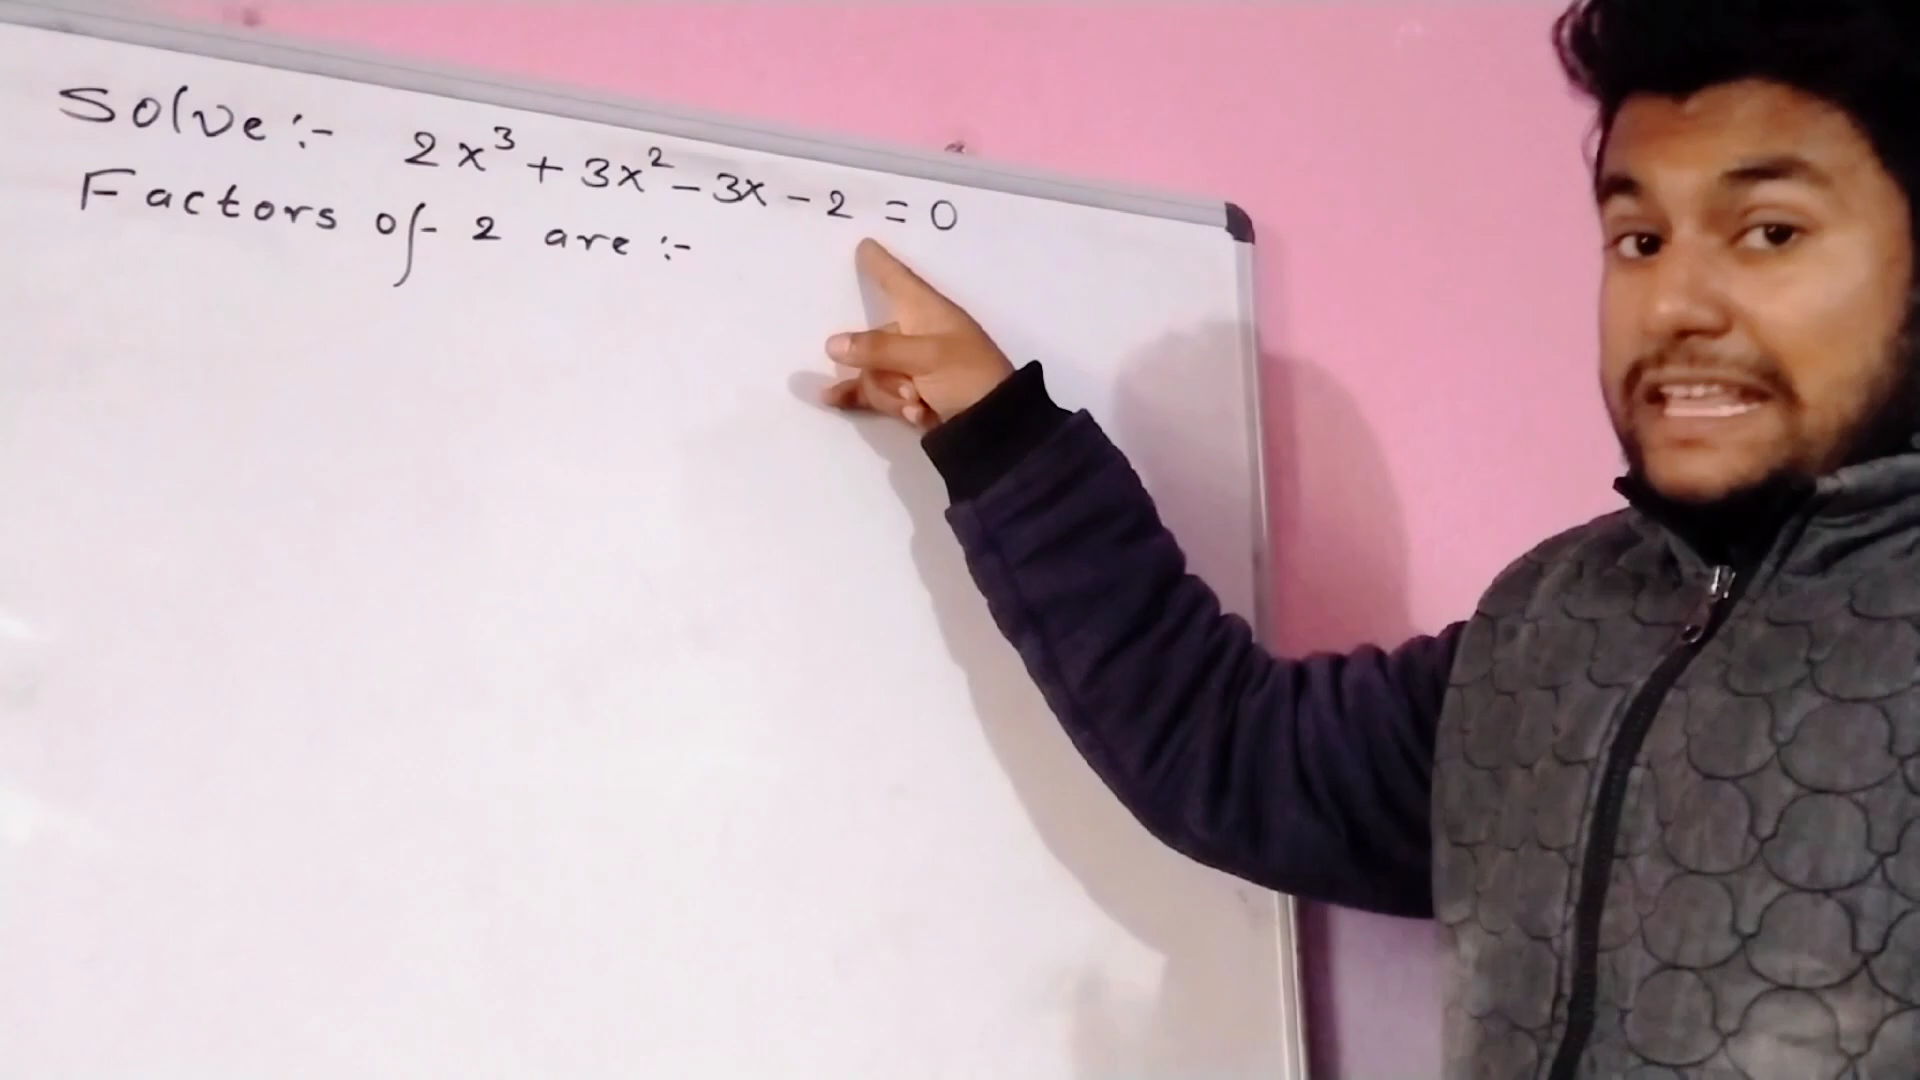 Solve :- 2x³ + 3x² - 3x - 2 = 0
Factors of 2 are :-